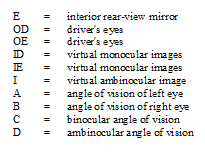 E = interior rear-view mirror
OD = driver's eyes
OE = driver's eyes
ID = virtual monocular images
IE = virtual monocular images
I = virtual ambinocular image
A = angle of vision of left eye
B = angle of vision of right eye
C = binocular angle of vision
D = ambinocular angle of vision